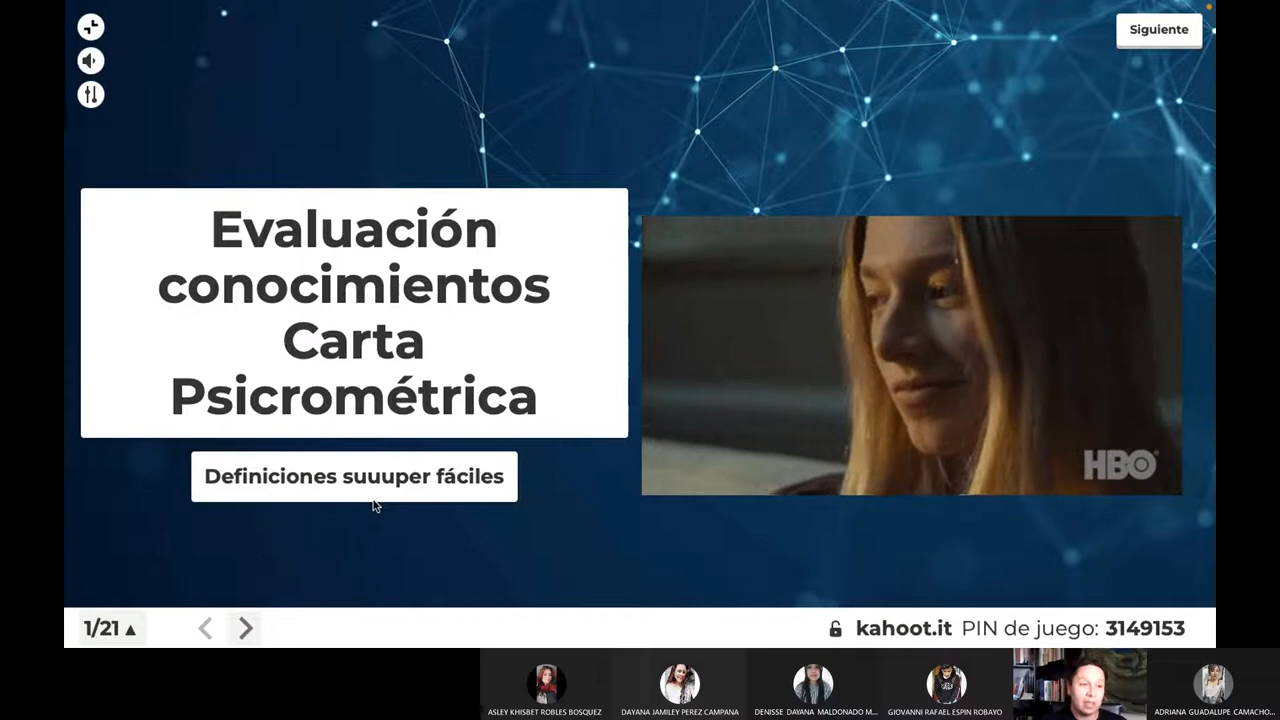 Siguiente
Evaluación
conocimientos
Carta
Psicrométrica
Definiciones suuuper fáciles
HBO
1/21 ▲
kahoot.it PIN de juego: 3149153
ASLEY KHISBET ROBLES BOSQUEZ
DAYANA JAMILEY PEREZ CAMPANA
DENISSE DAYANA MALDONADO M...
GIOVANNI RAFAEL ESPIN ROBAYO
ADRIANA GUADALUPE CAMACHO...